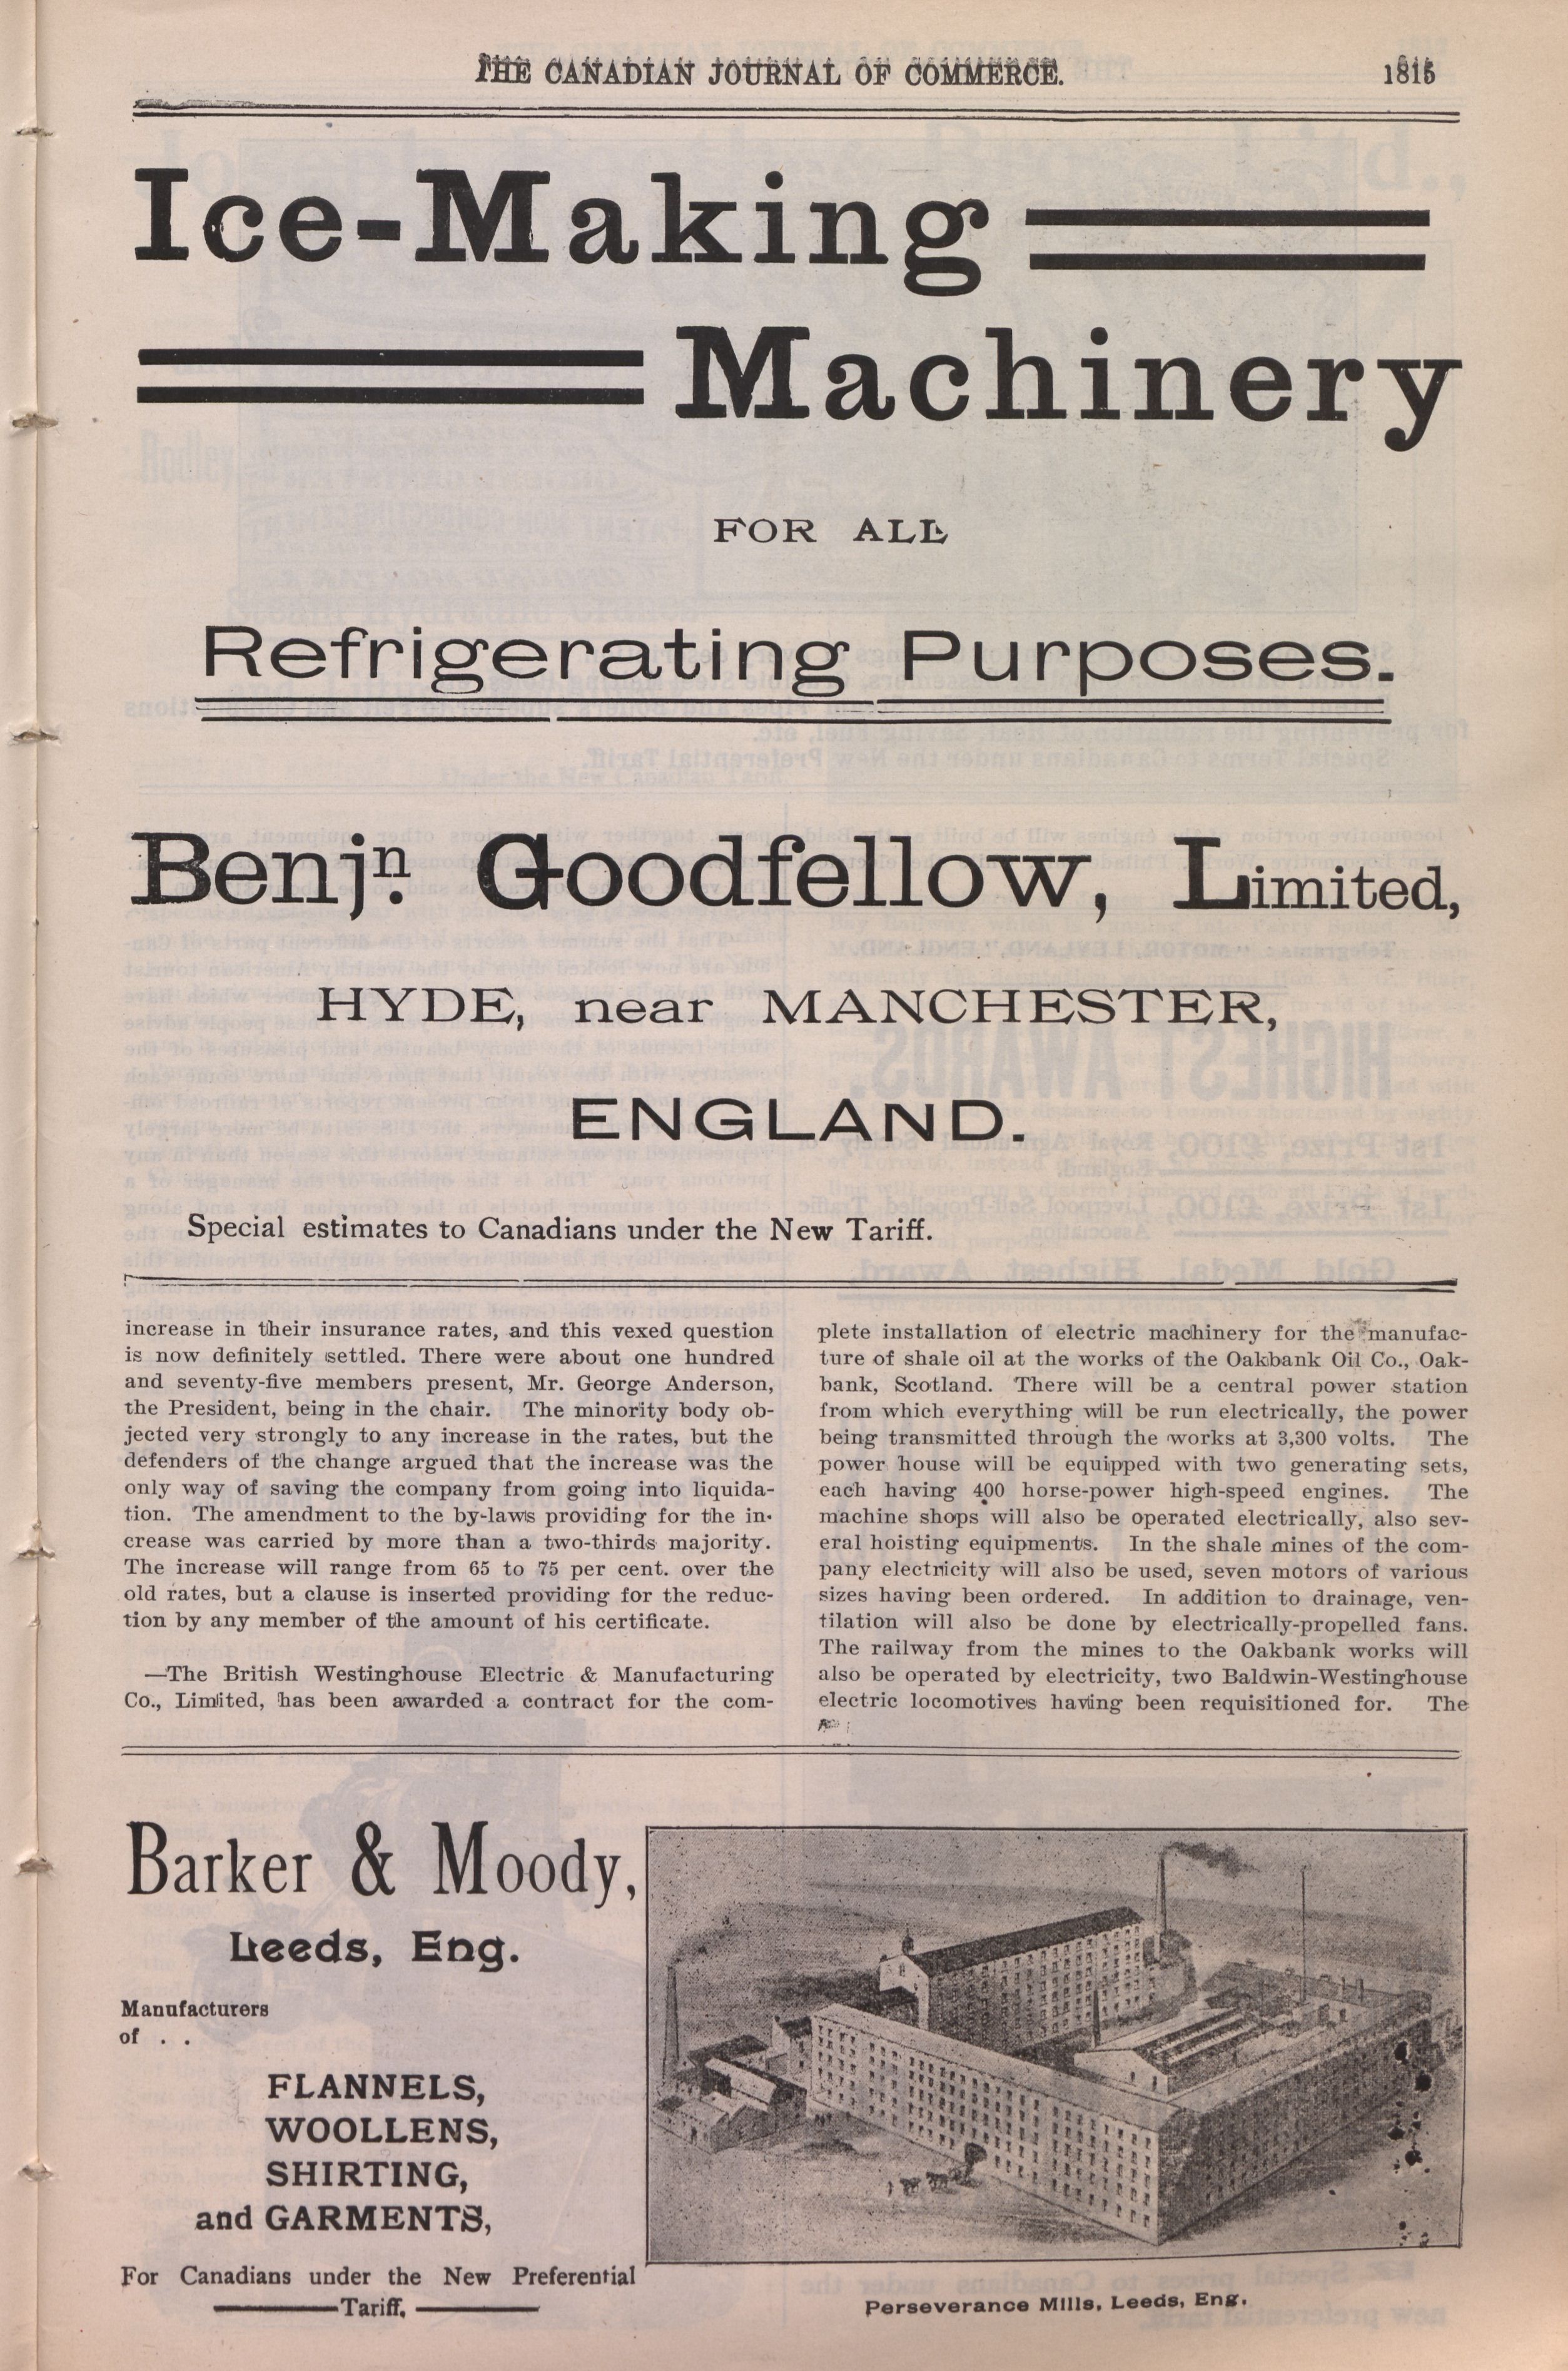 THE CANADIAN JOURNAL OF COMMERCE. 1815
Ice-Making
Machinery
FOR ALL
Refrigerating Purposes.
Benjn. Goodfellow, Limited,
HYDE, near MANCHESTER,
ENGLAND.
Special estimates to Canadians under the New Tariff.
increase in their insurance rates, and this vexed question
is now definitely settled. There were about one hundred
and seventy-five members present, Mr. George Anderson,
the President, being in the chair. The minority body ob-
jected very strongly to any increase in the rates, but the
defenders of the change argued that the increase was the
only way of saving the company from going into liquida-
tion. The amendment to the by-laws providing for the in-
crease was carried by more than a two-thirds majority.
The increase will range from 65 to 75 per cent. over the
old rates, but a clause is inserted providing for the reduc-
tion by any member of the amount of his certificate.
—The British Westinghouse Electric & Manufacturing
Co., Limited, has been awarded a contract for the com-
plete installation of electric machinery for the manufac-
ture of shale oil at the works of the Oakbank Oil Co., Oak-
bank, Scotland. There will be a central power station
from which everything will be run electrically, the power
being transmitted through the works at 3,300 volts. The
power house will be equipped with two generating sets,
each having 400 horse-power high-speed engines. The
machine shops will also be operated electrically, also sev-
eral hoisting equipments. In the shale mines of the com-
pany electricity will also be used, seven motors of various
sizes having been ordered. In addition to drainage, ven-
tilation will also be done by electrically-propelled fans.
The railway from the mines to the Oakbank works will
also be operated by electricity, two Baldwin-Westinghouse
electric locomotives having been requisitioned for. The
Barker & Moody,
Leeds, Eng.
Manufacturers
of . .
FLANNELS,
WOOLLENS,
SHIRTING,
and GARMENTS,
For Canadians under the New Preferential
Tariff.
Perseverance Mills, Leeds, Eng.